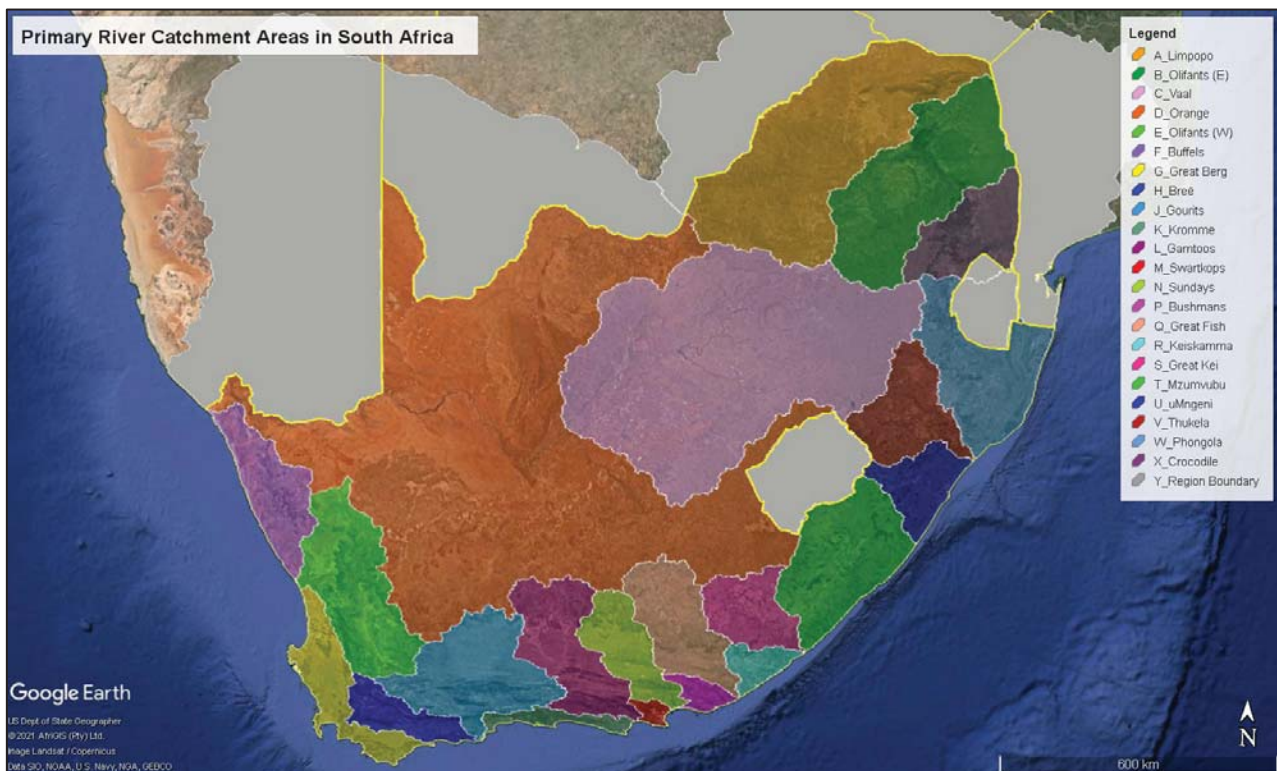 Primary River Catchment Areas in South Africa
Legend
A_Limpopo
B_Olifants (E)
C_Vaal
D_Orange
E_Olifants (W)
F_Buffels
G_Great Berg
H_Breë
J_Gourits
K_Kromme
L_Gamtoos
M_Swartkops
N_Sundays
P_Bushmans
Q_Great Fish
R_Keiskamma
S_Great Kei
T_Mzumvubu
U_uMngeni
V_Thukela
W_Phongola
X_Crocodile
Y_Region Boundary
Google Earth
US Dept of State Geographer
©2021 AfriGIS (Pty) Ltd.
Image Landsat / Copernicus
Data SIO, NOAA, U.S. Navy, NGA, GEBCO
N
600 km